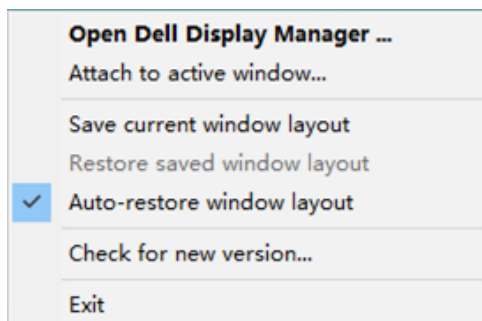 Open Dell Display Manager ...
Attach to active window...
Save current window layout
Restore saved window layout
Auto-restore window layout
Check for new version...
Exit